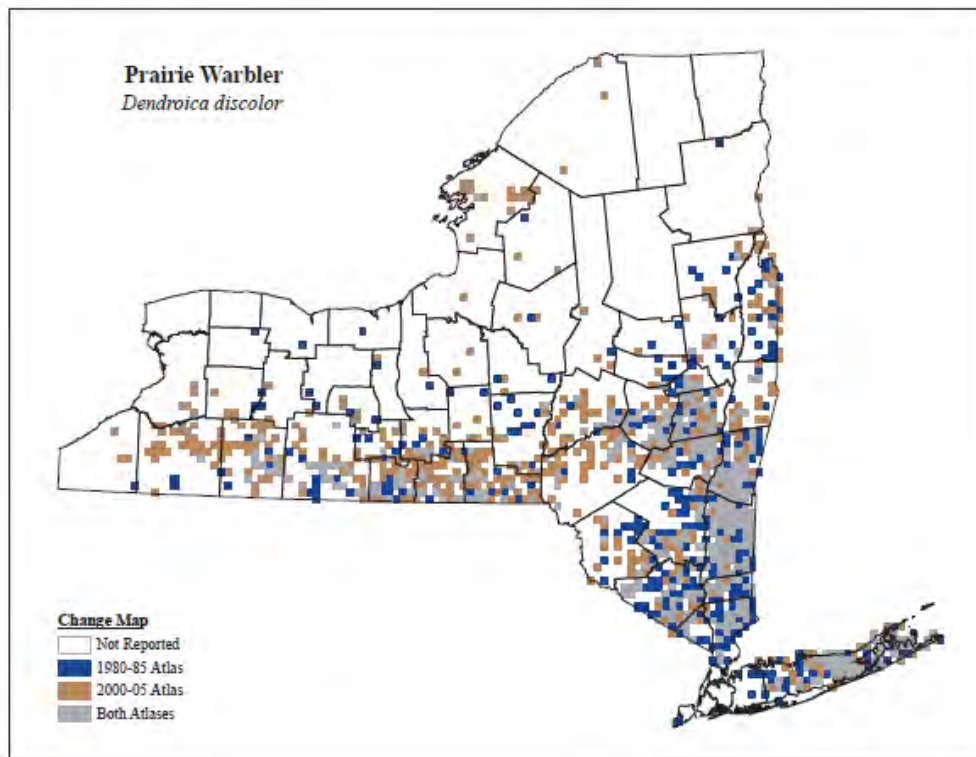 Prairie Warbler
Dendroica discolor
Change Map
Not Reported
1980-85 Atlas
2000-05 Atlas
Both Atlases